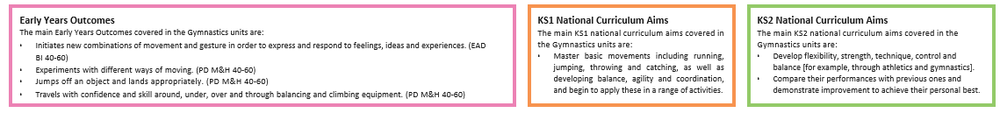 Early Years Outcomes
The main Early Years Outcomes covered in the Gymnastics units are:
• Initiates new combinations of movement and gesture in order to express and respond to feelings, ideas and experiences. (EAD
BI 40-60)
• Experiments with different ways of moving. (PD M&H 40-60)
• Jumps off an object and lands appropriately. (PD M&H 40-60)
• Travels with confidence and skill around, under, over and through balancing and climbing equipment. (PD M&H 40-60)
KS1 National Curriculum Aims
The main KS1 national curriculum aims covered in
the Gymnastics units are:
• Master basic movements including running,
jumping, throwing and catching, as well as
developing balance, agility and coordination,
and begin to apply these in a range of activities.
KS2 National Curriculum Aims
The main KS2 national curriculum aims covered in the
Gymnastics units are:
• Develop flexibility, strength, technique, control and
balance [for example, through athletics and gymnastics].
• Compare their performances with previous ones and
demonstrate improvement to achieve their personal best.